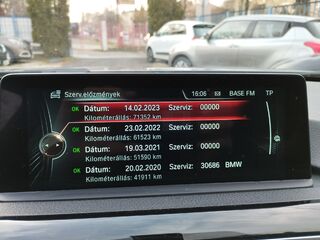 Szerv.előzmények 16:06 BASE FM TP
OK Dátum: 14.02.2023 Szerviz: 00000
Kilométerállás: 71352 km
OK Dátum: 23.02.2022 Szerviz: 00000
Kilométerállás: 61523 km
OK Dátum: 19.03.2021 Szerviz: 00000
Kilométerállás: 51590 km
OK Dátum: 20.02.2020 Szerviz: 30686 BMW
Kilométerállás: 41911 km